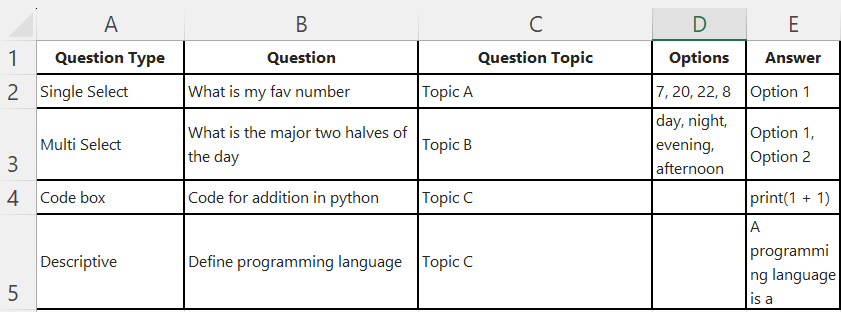 A B C D E
1 Question Type Question Question Topic Options Answer
2 Single Select What is my fav number Topic A 7, 20, 22, 8 Option 1
3 Multi Select What is the major two halves of the day Topic B day, night, evening, afternoon Option 1, Option 2
4 Code box Code for addition in python Topic C print(1 + 1)
5 Descriptive Define programming language Topic C A programming language is a